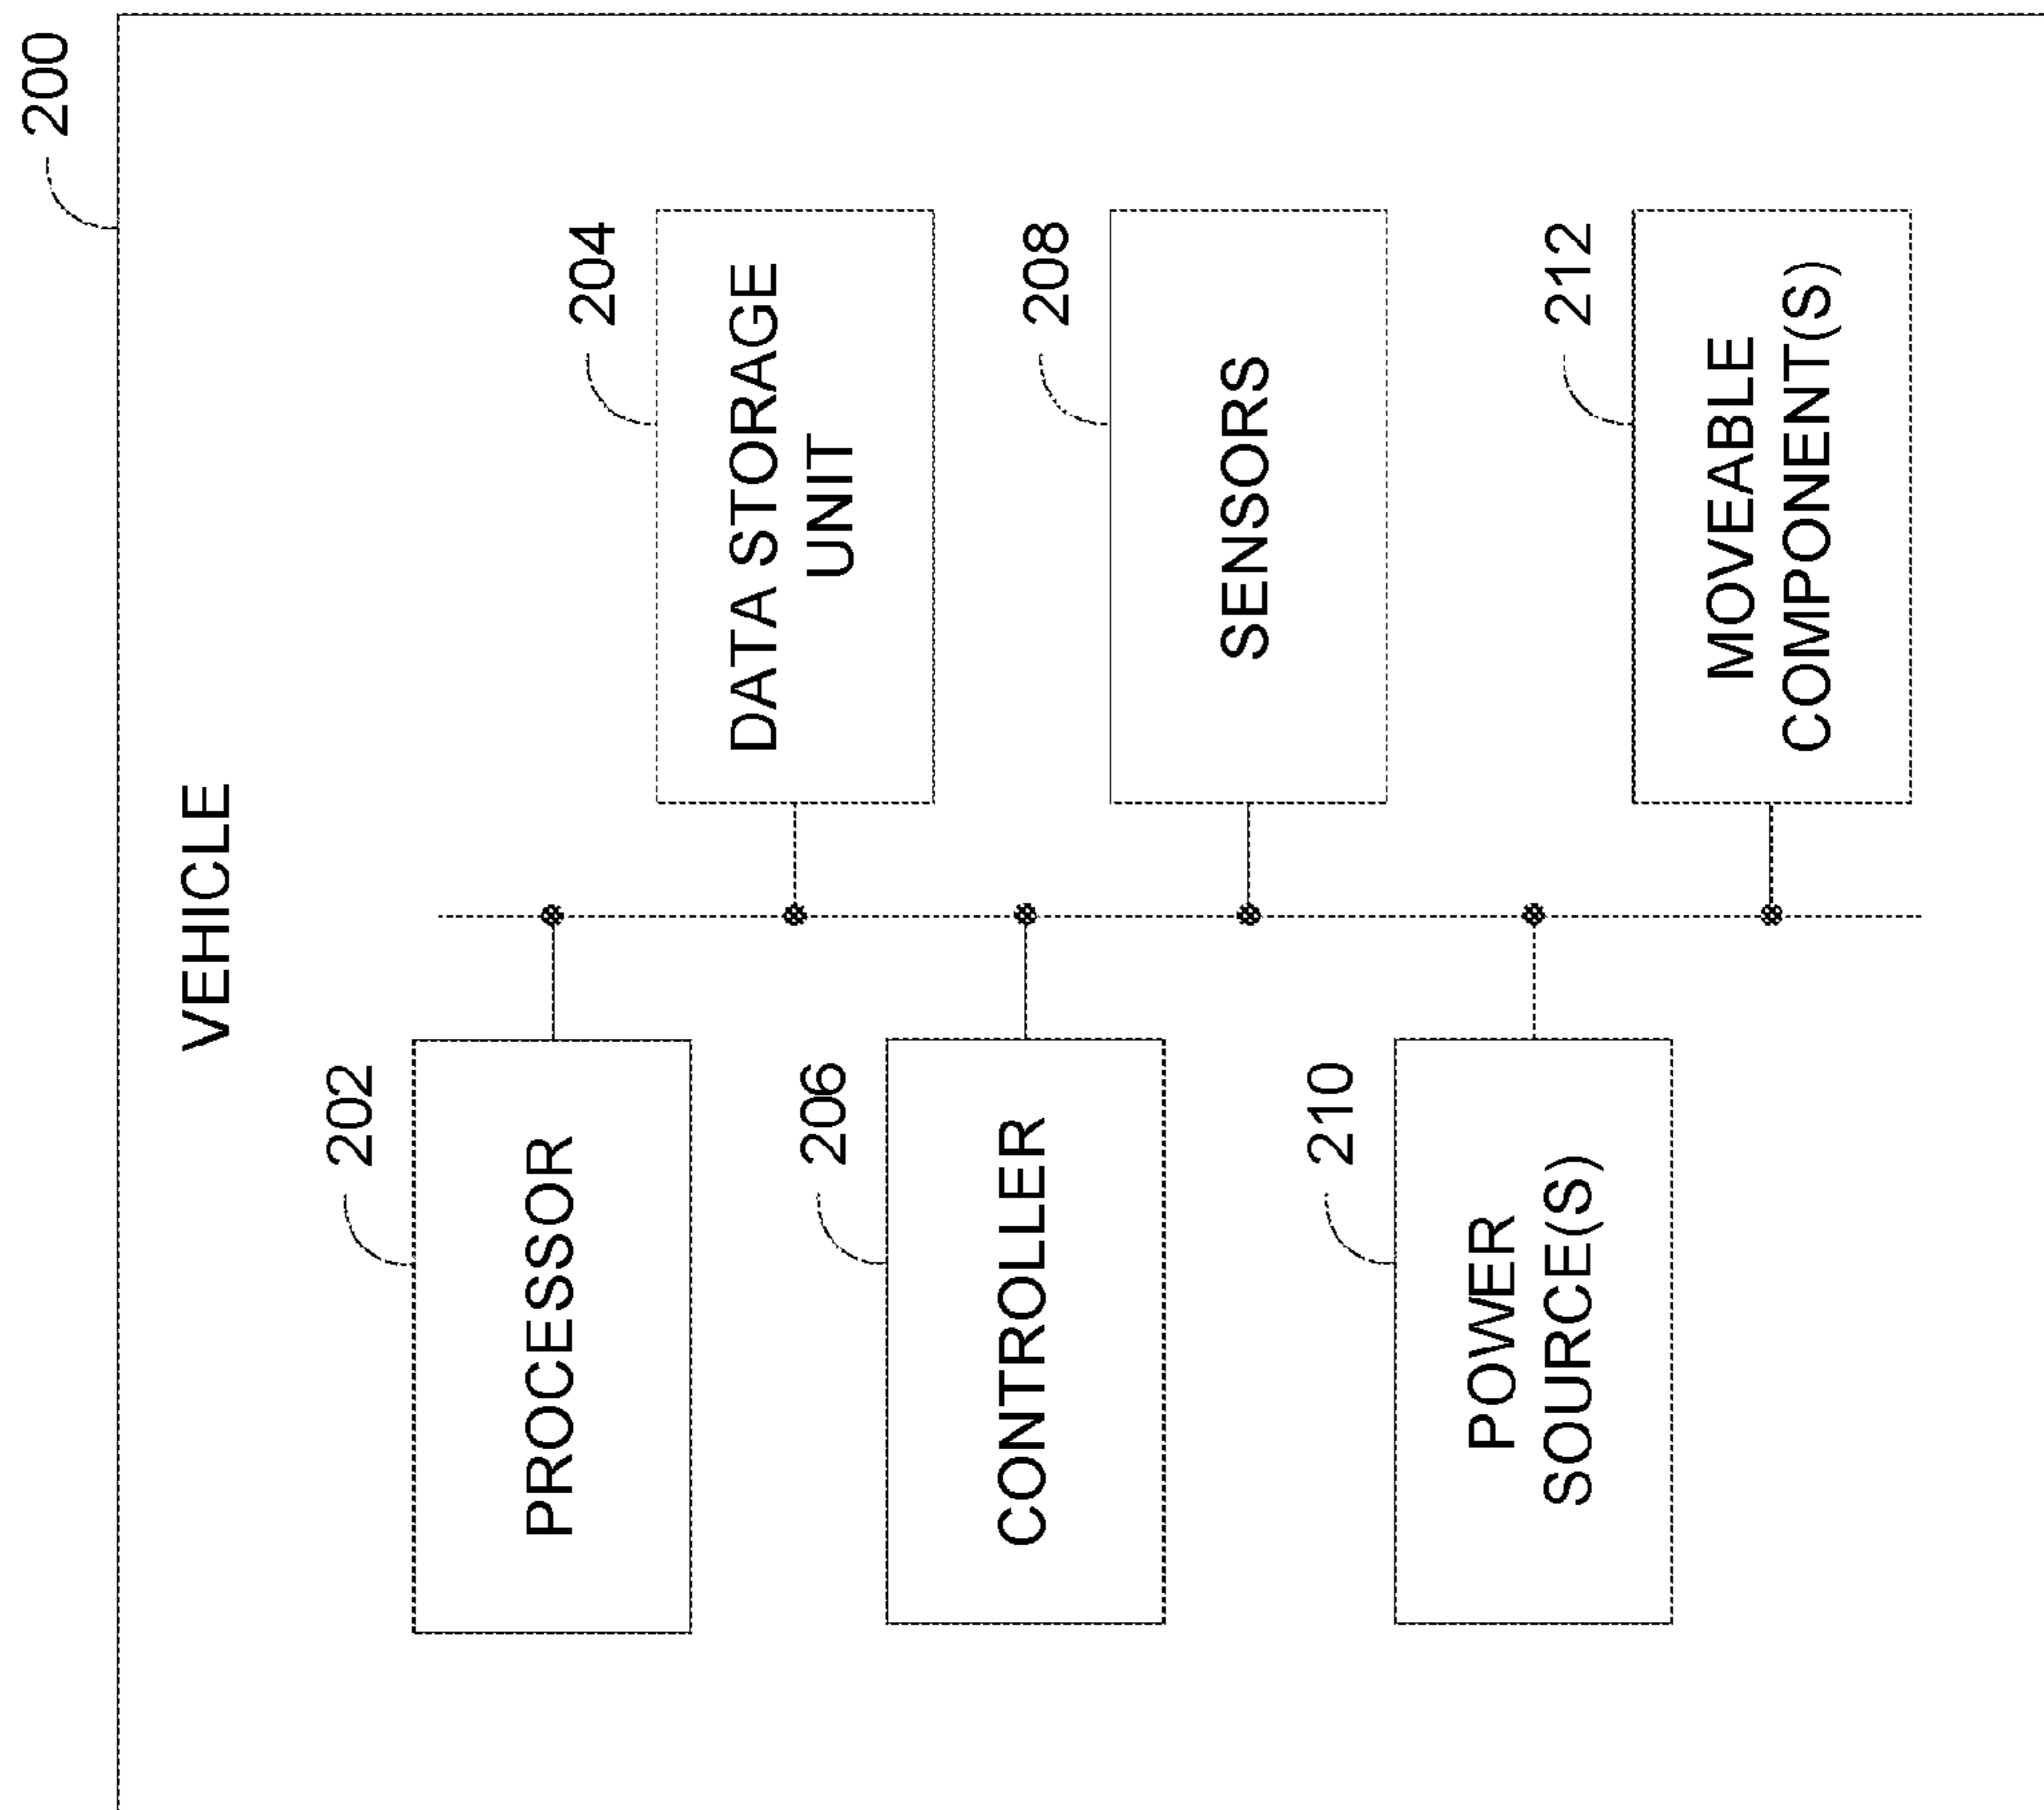 200
VEHICLE
202
PROCESSOR
204
DATA STORAGE
UNIT
206
CONTROLLER
208
SENSORS
210
POWER
SOURCE(S)
212
MOVEABLE
COMPONENT(S)